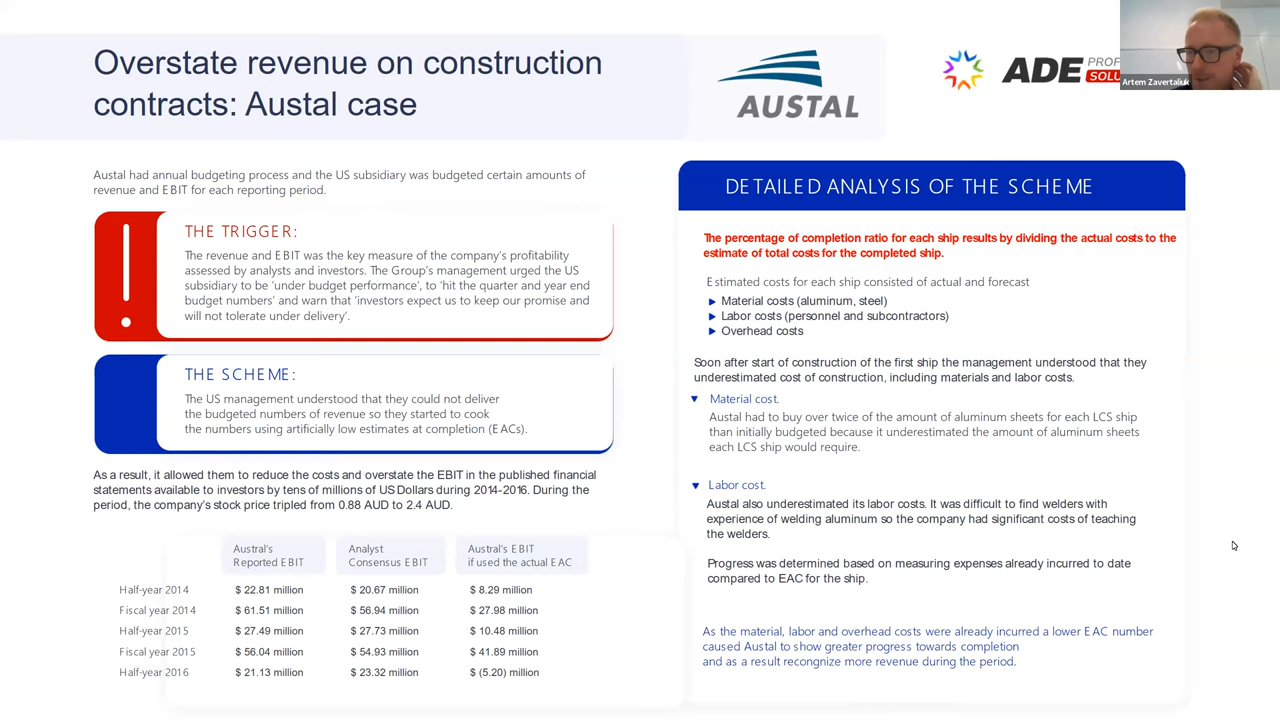 Overstate revenue on construction
contracts: Austal case
AUSTAL
ADE PROF
SOLU
Artem Zavertaliuk
Austal had annual budgeting process and the US subsidiary was budgeted certain amounts of
revenue and EBIT for each reporting period.
THE TRIGGER:
The revenue and EBIT was the key measure of the company's profitability
assessed by analysts and investors. The Group's management urged the US
subsidiary to be 'under budget performance', to 'hit the quarter and year end
budget numbers' and warn that 'investors expect us to keep our promise and
will not tolerate under delivery'.
THE SCHEME:
The US management understood that they could not deliver
the budgeted numbers of revenue so they started to cook
the numbers using artificially low estimates at completion (EACs).
As a result, it allowed them to reduce the costs and overstate the EBIT in the published financial
statements available to investors by tens of millions of US Dollars during 2014-2016. During the
period, the company's stock price tripled from 0.88 AUD to 2.4 AUD.
Austral's Reported EBIT Analyst Consensus EBIT Austral's EBIT if used the actual EAC
Half-year 2014 $ 22.81 million $ 20.67 million $ 8.29 million
Fiscal year 2014 $ 61.51 million $ 56.94 million $ 27.98 million
Half-year 2015 $ 27.49 million $ 27.73 million $ 10.48 million
Fiscal year 2015 $ 56.04 million $ 54.93 million $ 41.89 million
Half-year 2016 $ 21.13 million $ 23.32 million $ (5.20) million
DETAILED ANALYSIS OF THE SCHEME
The percentage of completion ratio for each ship results by dividing the actual costs to the
estimate of total costs for the completed ship.
Estimated costs for each ship consisted of actual and forecast
Material costs (aluminum, steel)
Labor costs (personnel and subcontractors)
Overhead costs
Soon after start of construction of the first ship the management understood that they
underestimated cost of construction, including materials and labor costs.
Material cost.
Austal had to buy over twice of the amount of aluminum sheets for each LCS ship
than initially budgeted because it underestimated the amount of aluminum sheets
each LCS ship would require.
Labor cost.
Austal also underestimated its labor costs. It was difficult to find welders with
experience of welding aluminum so the company had significant costs of teaching
the welders.
Progress was determined based on measuring expenses already incurred to date
compared to EAC for the ship.
As the material, labor and overhead costs were already incurred a lower EAC number
caused Austal to show greater progress towards completion
and as a result recongnize more revenue during the period.